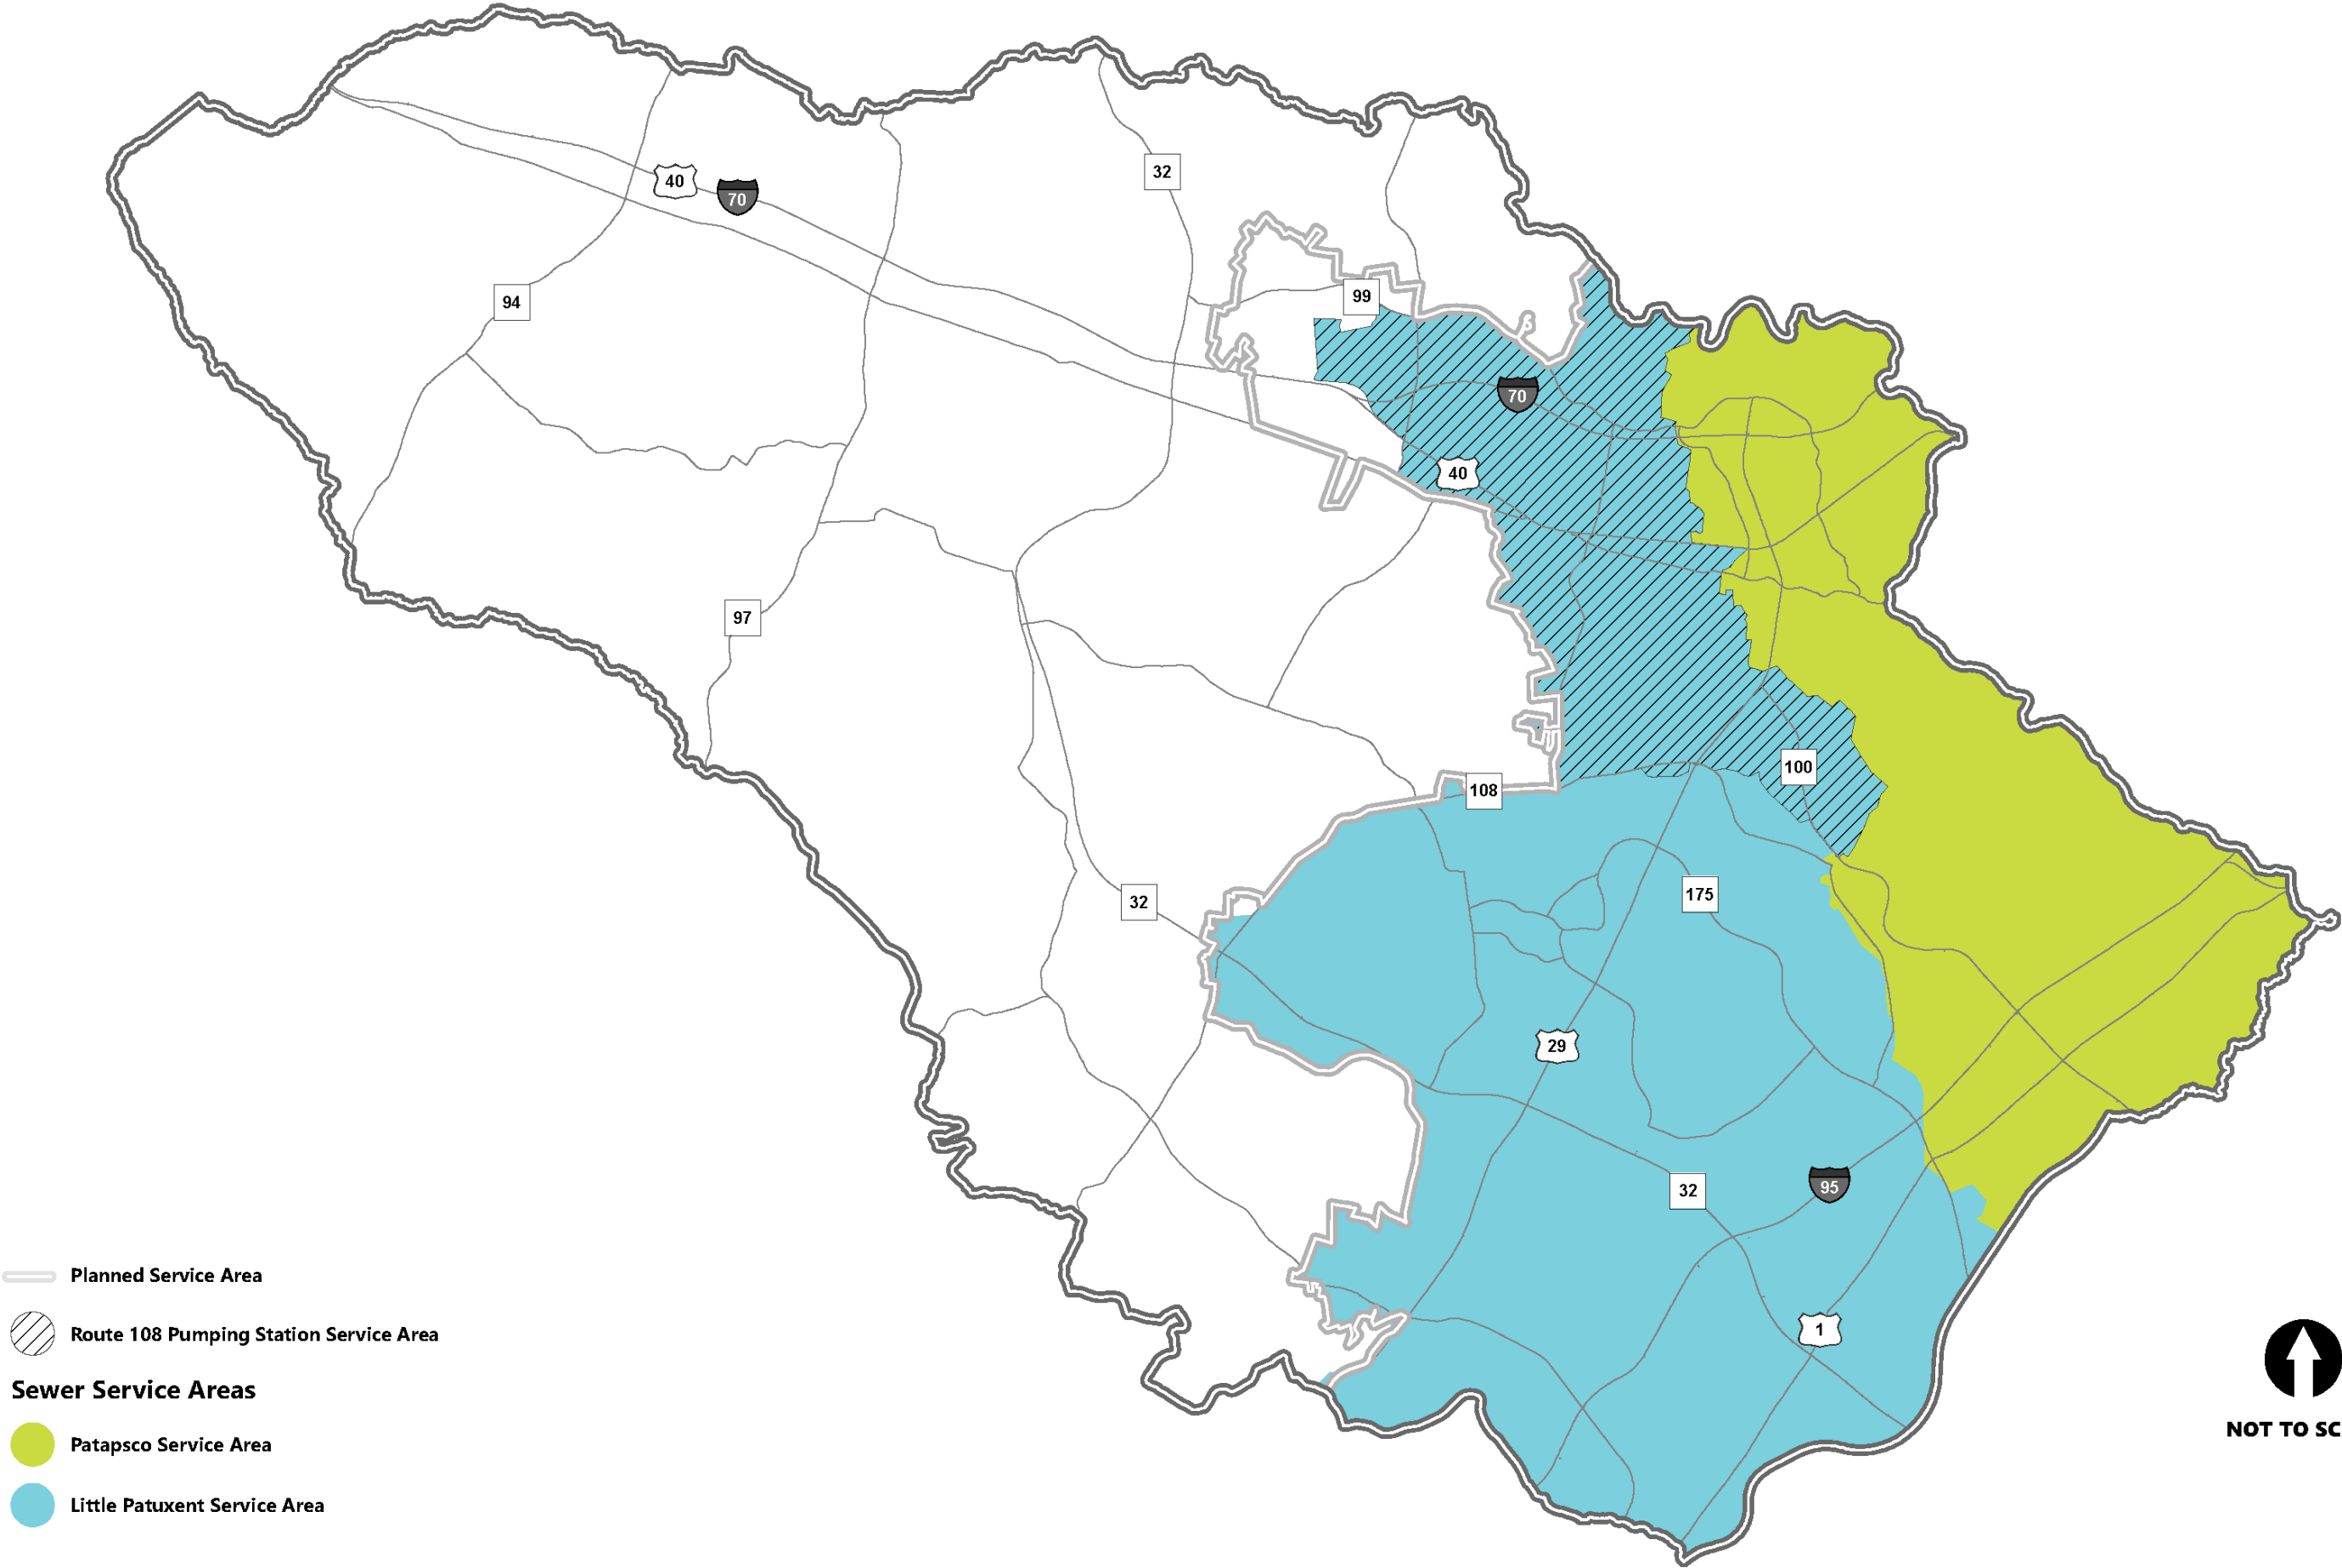 32
40
70
99
94
70
40
97
100
108
175
32
29
95
32
1
Planned Service Area
Route 108 Pumping Station Service Area
Sewer Service Areas
Patapsco Service Area
Little Patuxent Service Area
NOT TO SC